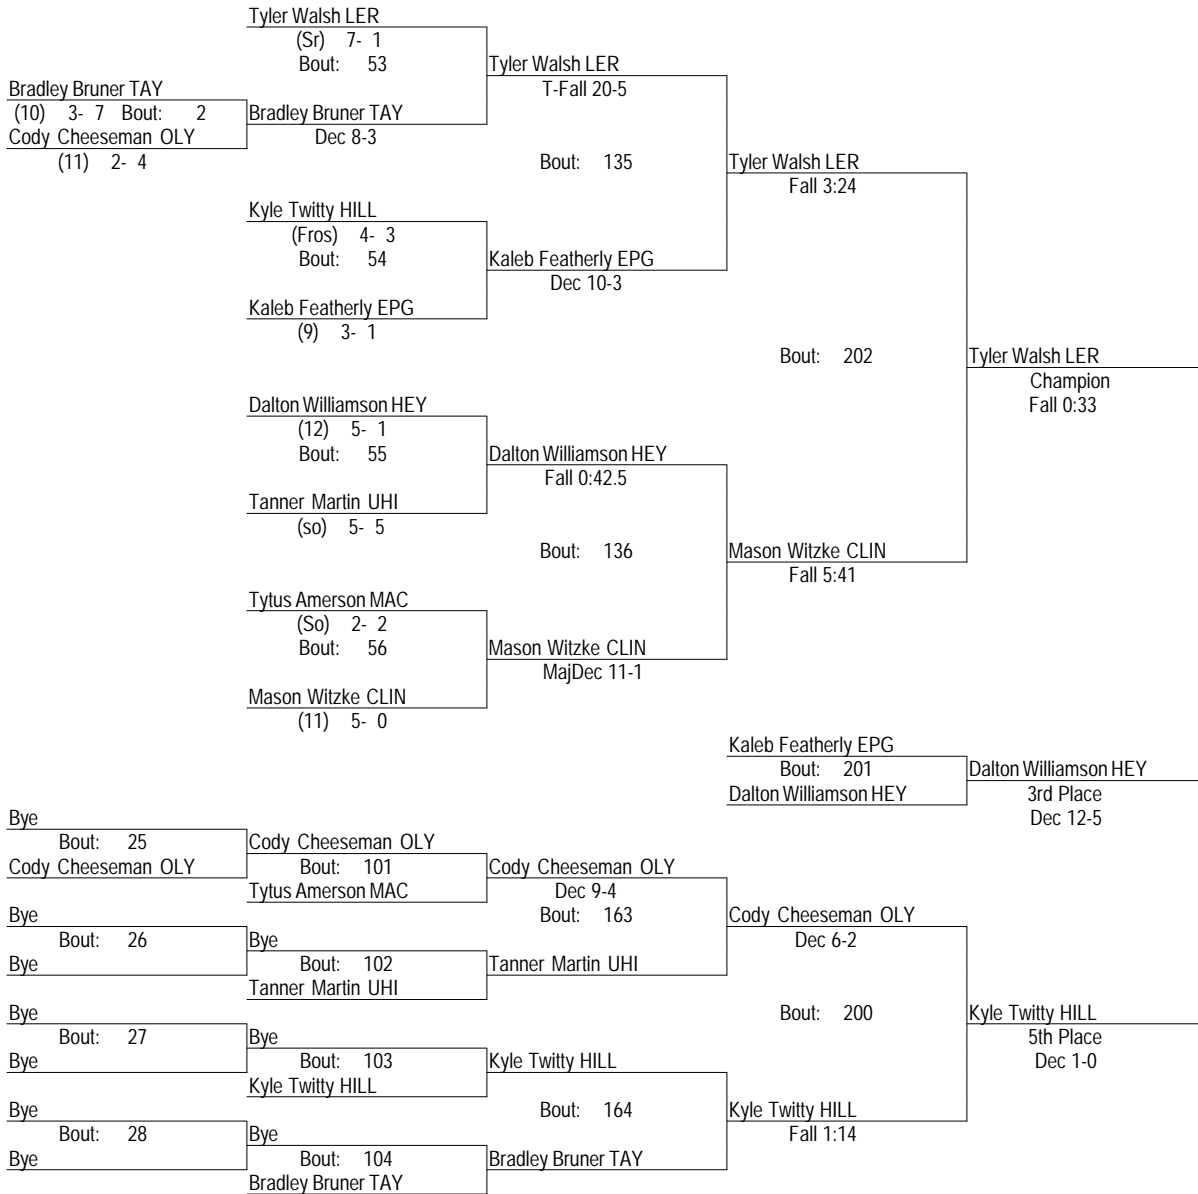 Tyler Walsh LER
(Sr) 7- 1
Bout: 53
Tyler Walsh LER
T-Fall 20-5
Bradley Bruner TAY
(10) 3- 7 Bout: 2
Cody Cheeseman OLY
(11) 2- 4
Bradley Bruner TAY
Dec 8-3
Bout: 135
Tyler Walsh LER
Fall 3:24
Kyle Twitty HILL
(Fros) 4- 3
Bout: 54
Kaleb Featherly EPG
Dec 10-3
Kaleb Featherly EPG
(9) 3- 1
Bout: 202
Tyler Walsh LER
Champion
Fall 0:33
Dalton Williamson HEY
(12) 5- 1
Bout: 55
Dalton Williamson HEY
Fall 0:42.5
Tanner Martin UHI
(so) 5- 5
Bout: 136
Mason Witzke CLIN
Fall 5:41
Tytus Amerson MAC
(So) 2- 2
Bout: 56
Mason Witzke CLIN
MajDec 11-1
Mason Witzke CLIN
(11) 5- 0
Kaleb Featherly EPG
Bout: 201
Dalton Williamson HEY
Dalton Williamson HEY
3rd Place
Dec 12-5
Bye
Bout: 25
Cody Cheeseman OLY
Cody Cheeseman OLY
Bout: 101
Tytus Amerson MAC
Cody Cheeseman OLY
Dec 9-4
Bout: 163
Cody Cheeseman OLY
Dec 6-2
Bye
Bout: 26
Bye
Bye
Bout: 102
Tanner Martin UHI
Tanner Martin UHI
Bout: 200
Kyle Twitty HILL
5th Place
Dec 1-0
Bye
Bout: 27
Bye
Bye
Bout: 103
Kyle Twitty HILL
Kyle Twitty HILL
Bout: 164
Kyle Twitty HILL
Fall 1:14
Bye
Bout: 28
Bye
Bye
Bout: 104
Bradley Bruner TAY
Bradley Bruner TAY